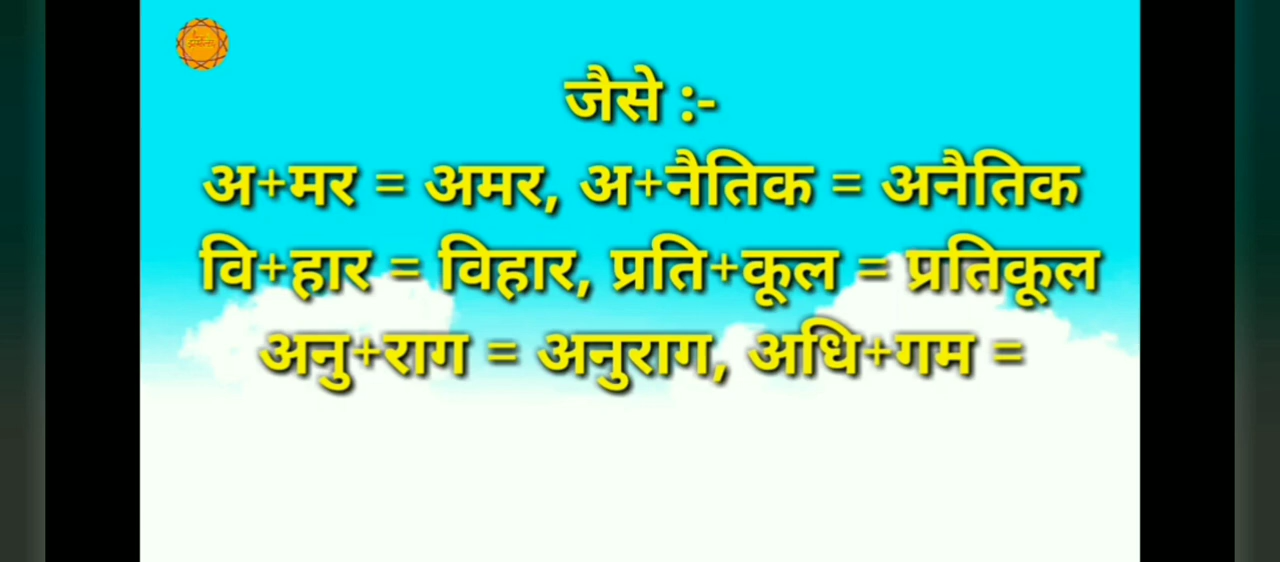 जैसे :-
अ+मर = अमर, अ+नैतिक = अनैतिक
वि+हार = विहार, प्रति+कूल = प्रतिकूल
अनु+राग = अनुराग, अधि+गम =